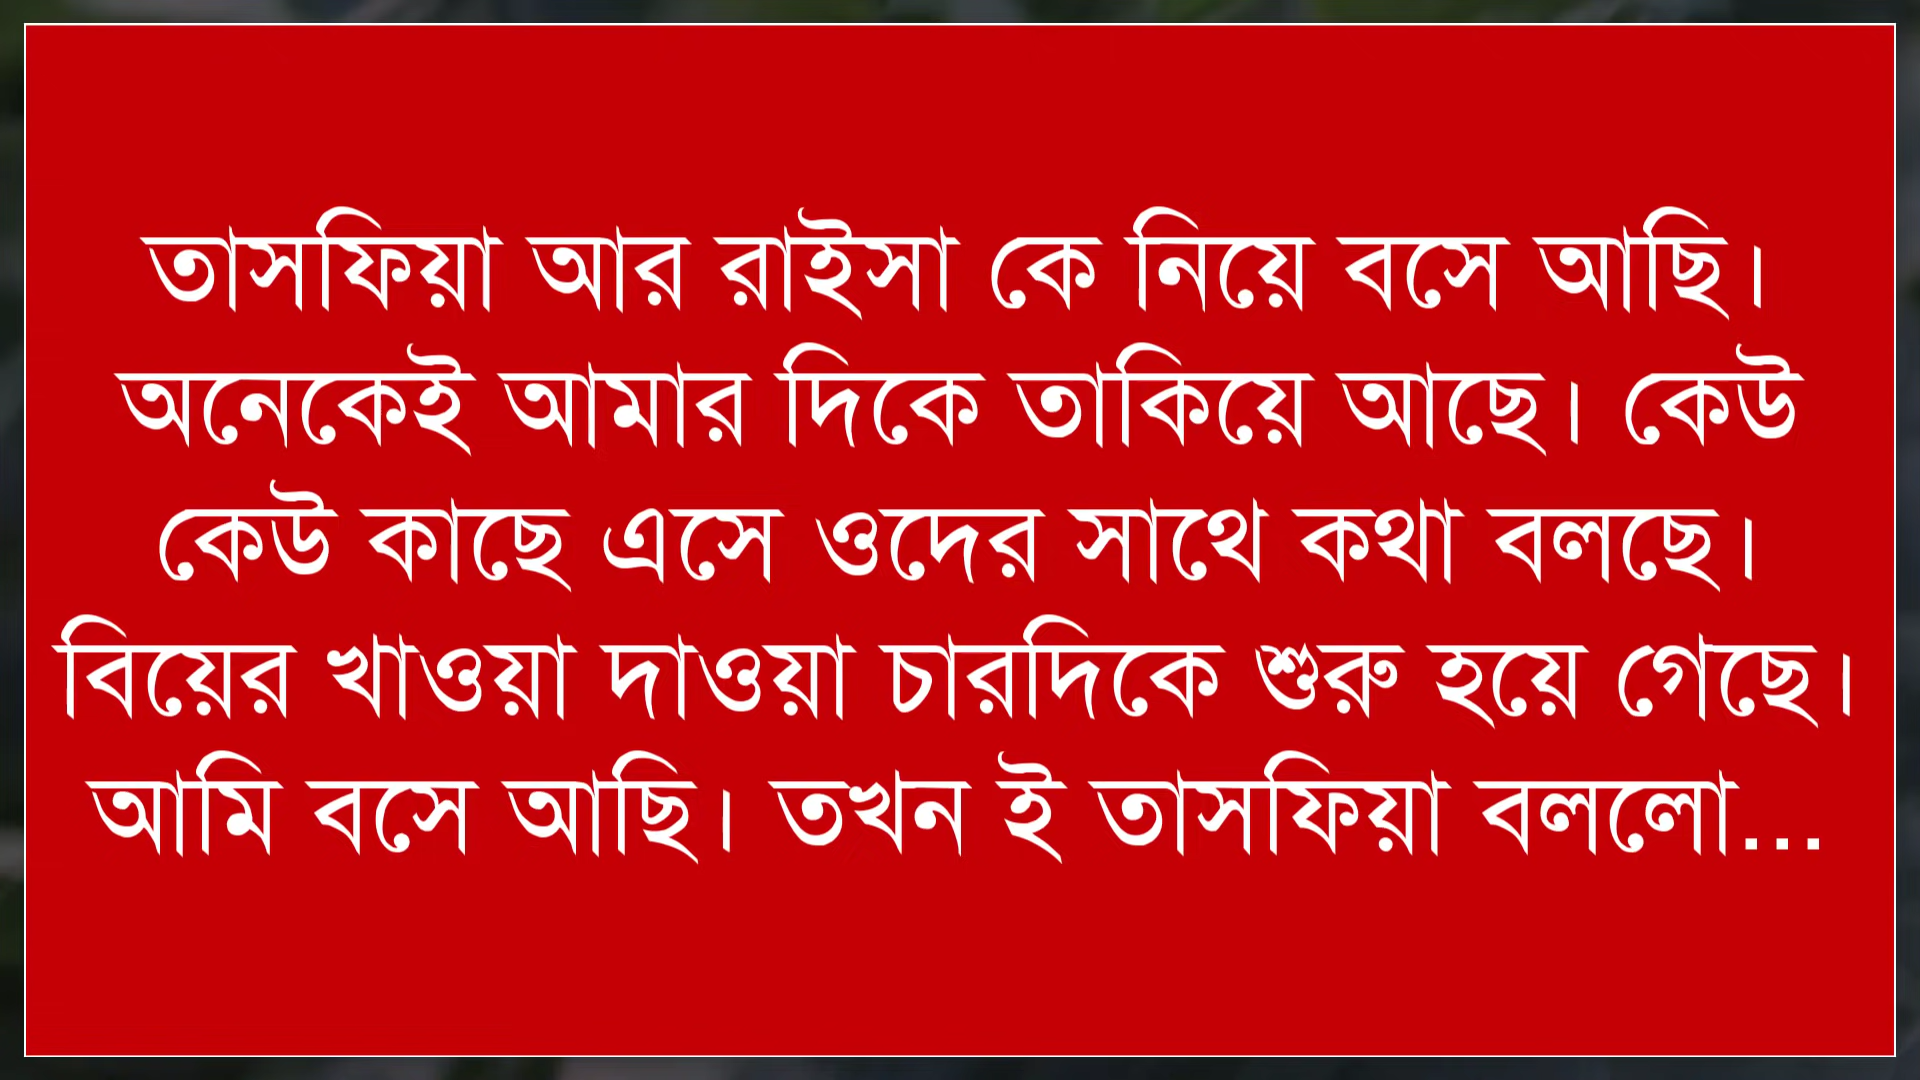 তাসফিয়া আর রাইসা কে নিয়ে বসে আছি।
অনেকেই আমার দিকে তাকিয়ে আছে। কেউ
কেউ কাছে এসে ওদের সাথে কথা বলছে।
বিয়ের খাওয়া দাওয়া চারদিকে শুরু হয়ে গেছে।
আমি বসে আছি। তখন ই তাসফিয়া বললো...